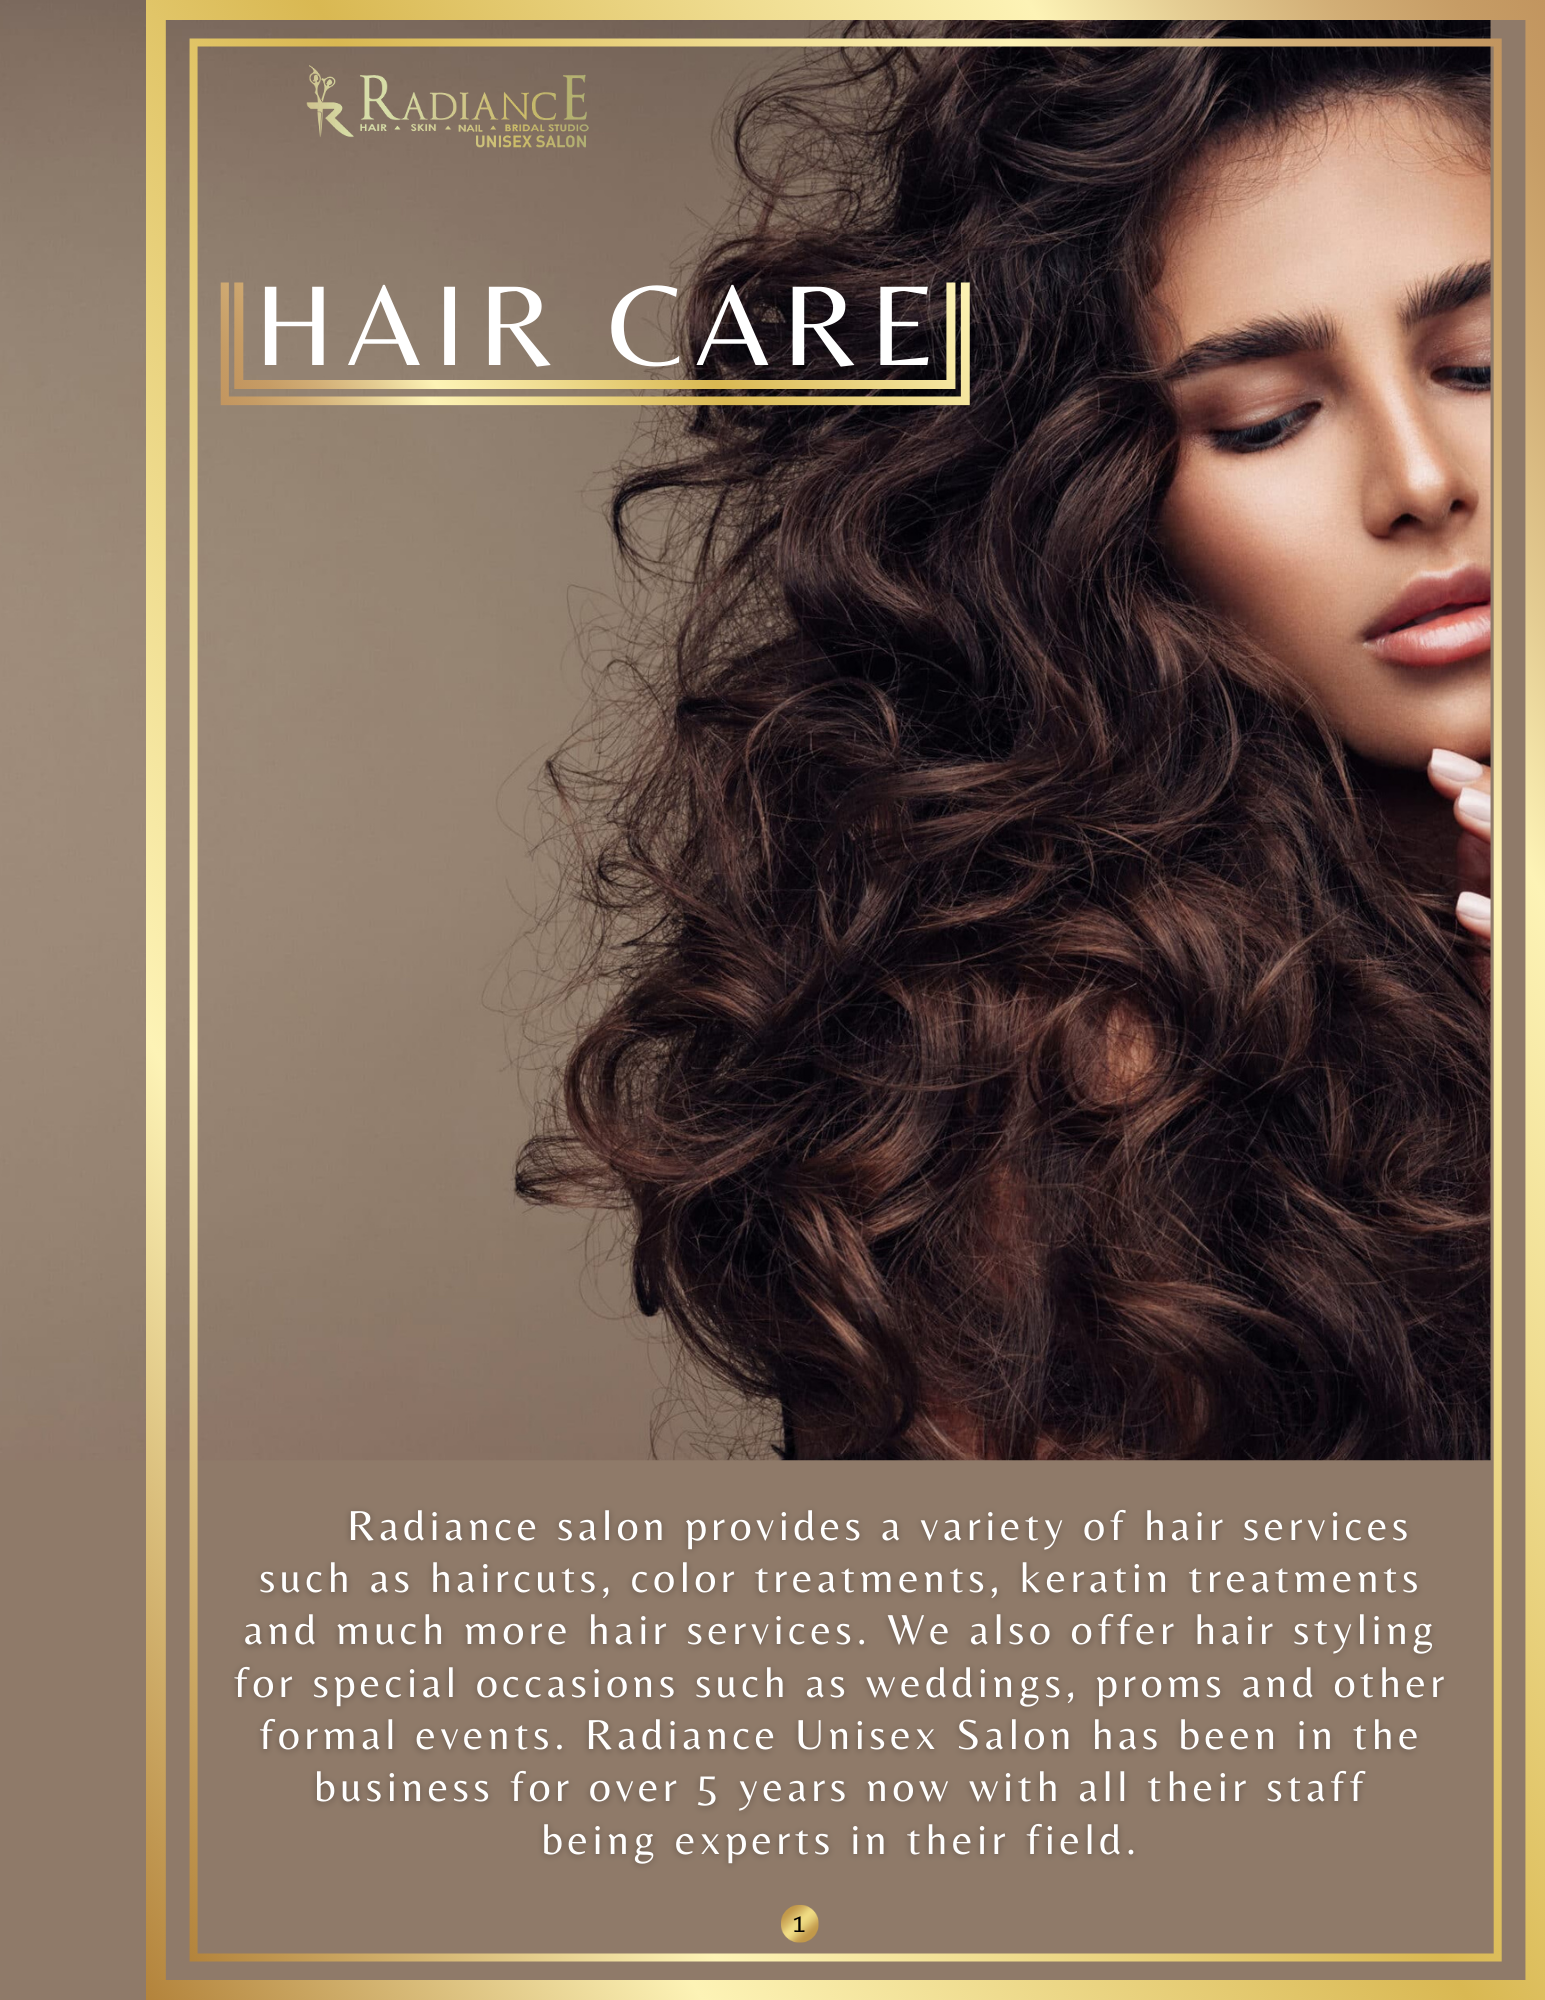 RADIANCE
HAIR ▲ SKIN ▲ NAIL ▲ BRIDAL STUDIO
UNISEX SALON
HAIR CARE
Radiance salon provides a variety of hair services
such as haircuts, color treatments, keratin treatments
and much more hair services. We also offer hair styling
for special occasions such as weddings, proms and other
formal events. Radiance Unisex Salon has been in the
business for over 5 years now with all their staff
being experts in their field.
1